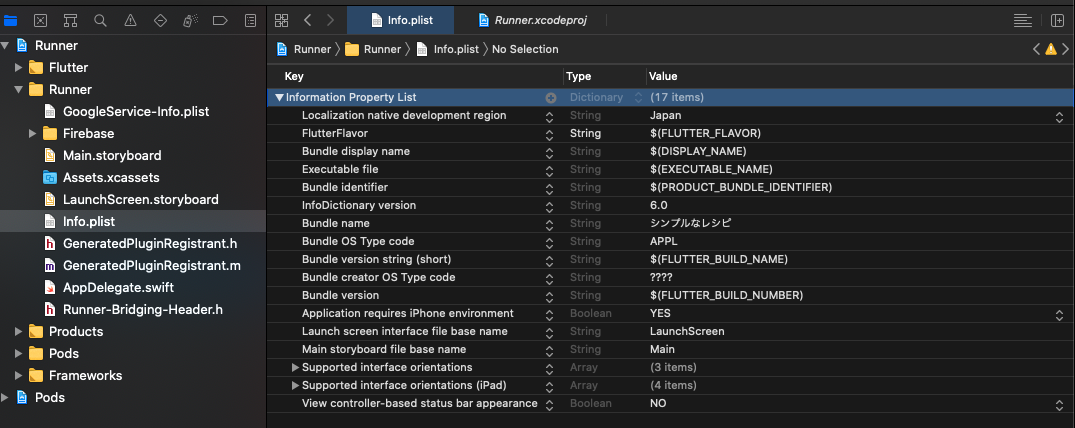 Info.plist
Runner.xcodeproj
Runner
Runner
Runner
Info.plist
No Selection
Flutter
Runner
GoogleService-Info.plist
Firebase
Main.storyboard
Assets.xcassets
LaunchScreen.storyboard
Info.plist
GeneratedPluginRegistrant.h
GeneratedPluginRegistrant.m
AppDelegate.swift
Runner-Bridging-Header.h
Products
Pods
Frameworks
Pods
Key Type Value
Information Property List Dictionary (17 items)
Localization native development region String Japan
FlutterFlavor String $(FLUTTER_FLAVOR)
Bundle display name String $(DISPLAY_NAME)
Executable file String $(EXECUTABLE_NAME)
Bundle identifier String $(PRODUCT_BUNDLE_IDENTIFIER)
InfoDictionary version String 6.0
Bundle name String シンプルなレシピ
Bundle OS Type code String APPL
Bundle version string (short) String $(FLUTTER_BUILD_NAME)
Bundle creator OS Type code String ????
Bundle version String $(FLUTTER_BUILD_NUMBER)
Application requires iPhone environment Boolean YES
Launch screen interface file base name String LaunchScreen
Main storyboard file base name String Main
Supported interface orientations Array (3 items)
Supported interface orientations (iPad) Array (4 items)
View controller-based status bar appearance Boolean NO